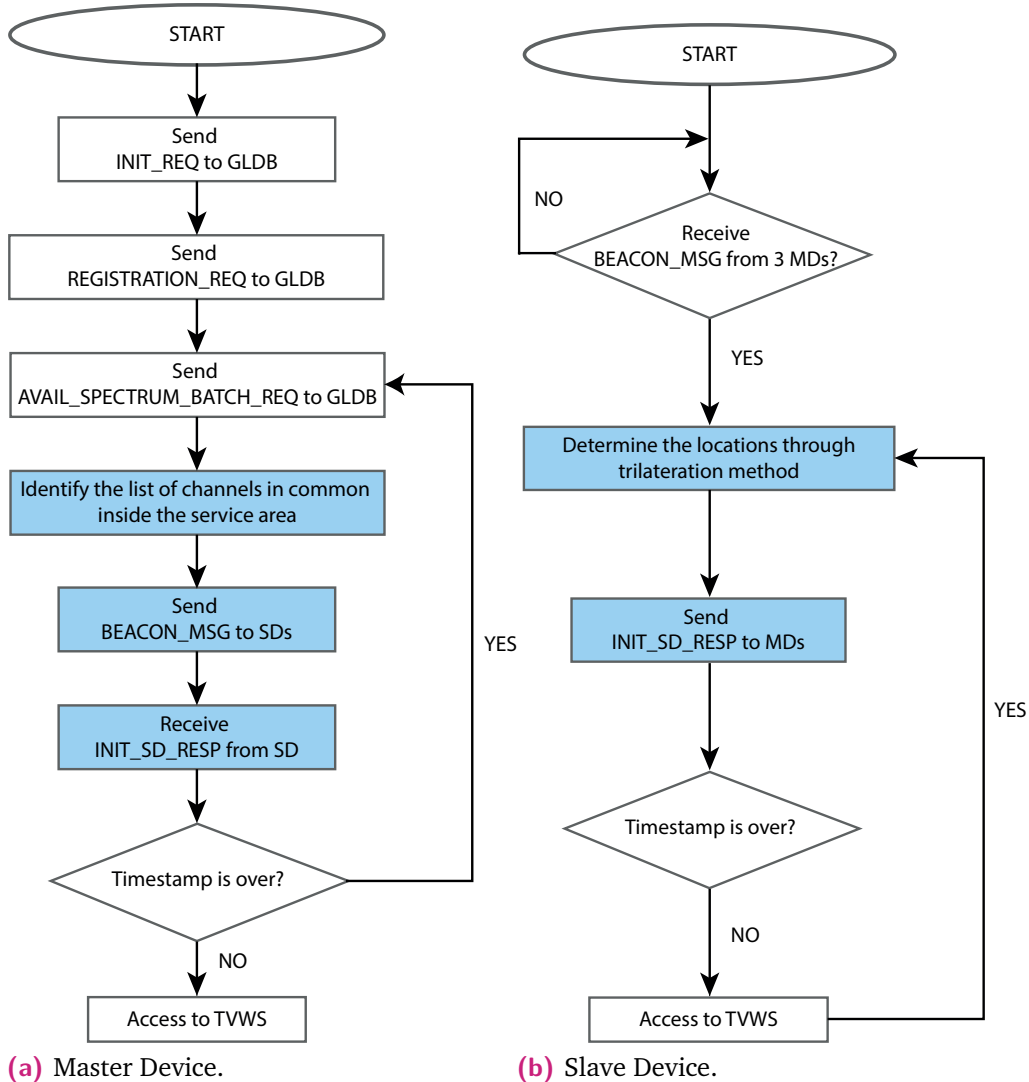 START
Send
INIT_REQ to GLDB
Send
REGISTRATION_REQ to GLDB
Send
AVAIL_SPECTRUM_BATCH_REQ to GLDB
Identify the list of channels in common
inside the service area
Send
BEACON_MSG to SDs
YES
Receive
INIT_SD_RESP from SD
Timestamp is over?
NO
Access to TVWS
(a) Master Device.
START
NO
Receive
BEACON_MSG from 3 MDs?
YES
Determine the locations through
trilateration method
Send
INIT_SD_RESP to MDs
YES
Timestamp is over?
NO
Access to TVWS
(b) Slave Device.